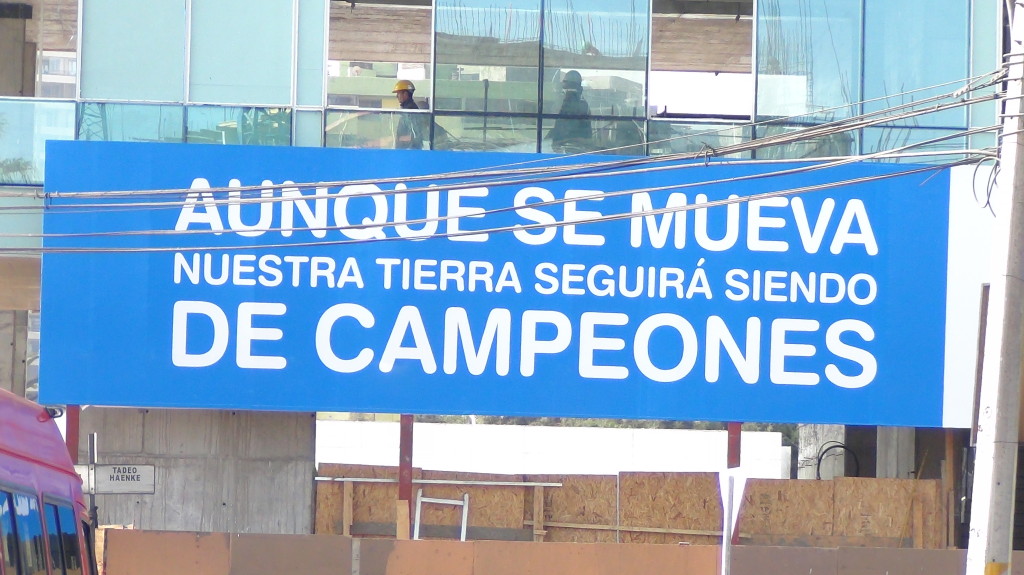 AUNQUE SE MUEVA
NUESTRA TIERRA SEGUIRÁ SIENDO
DE CAMPEONES
TADEO
HAENKE